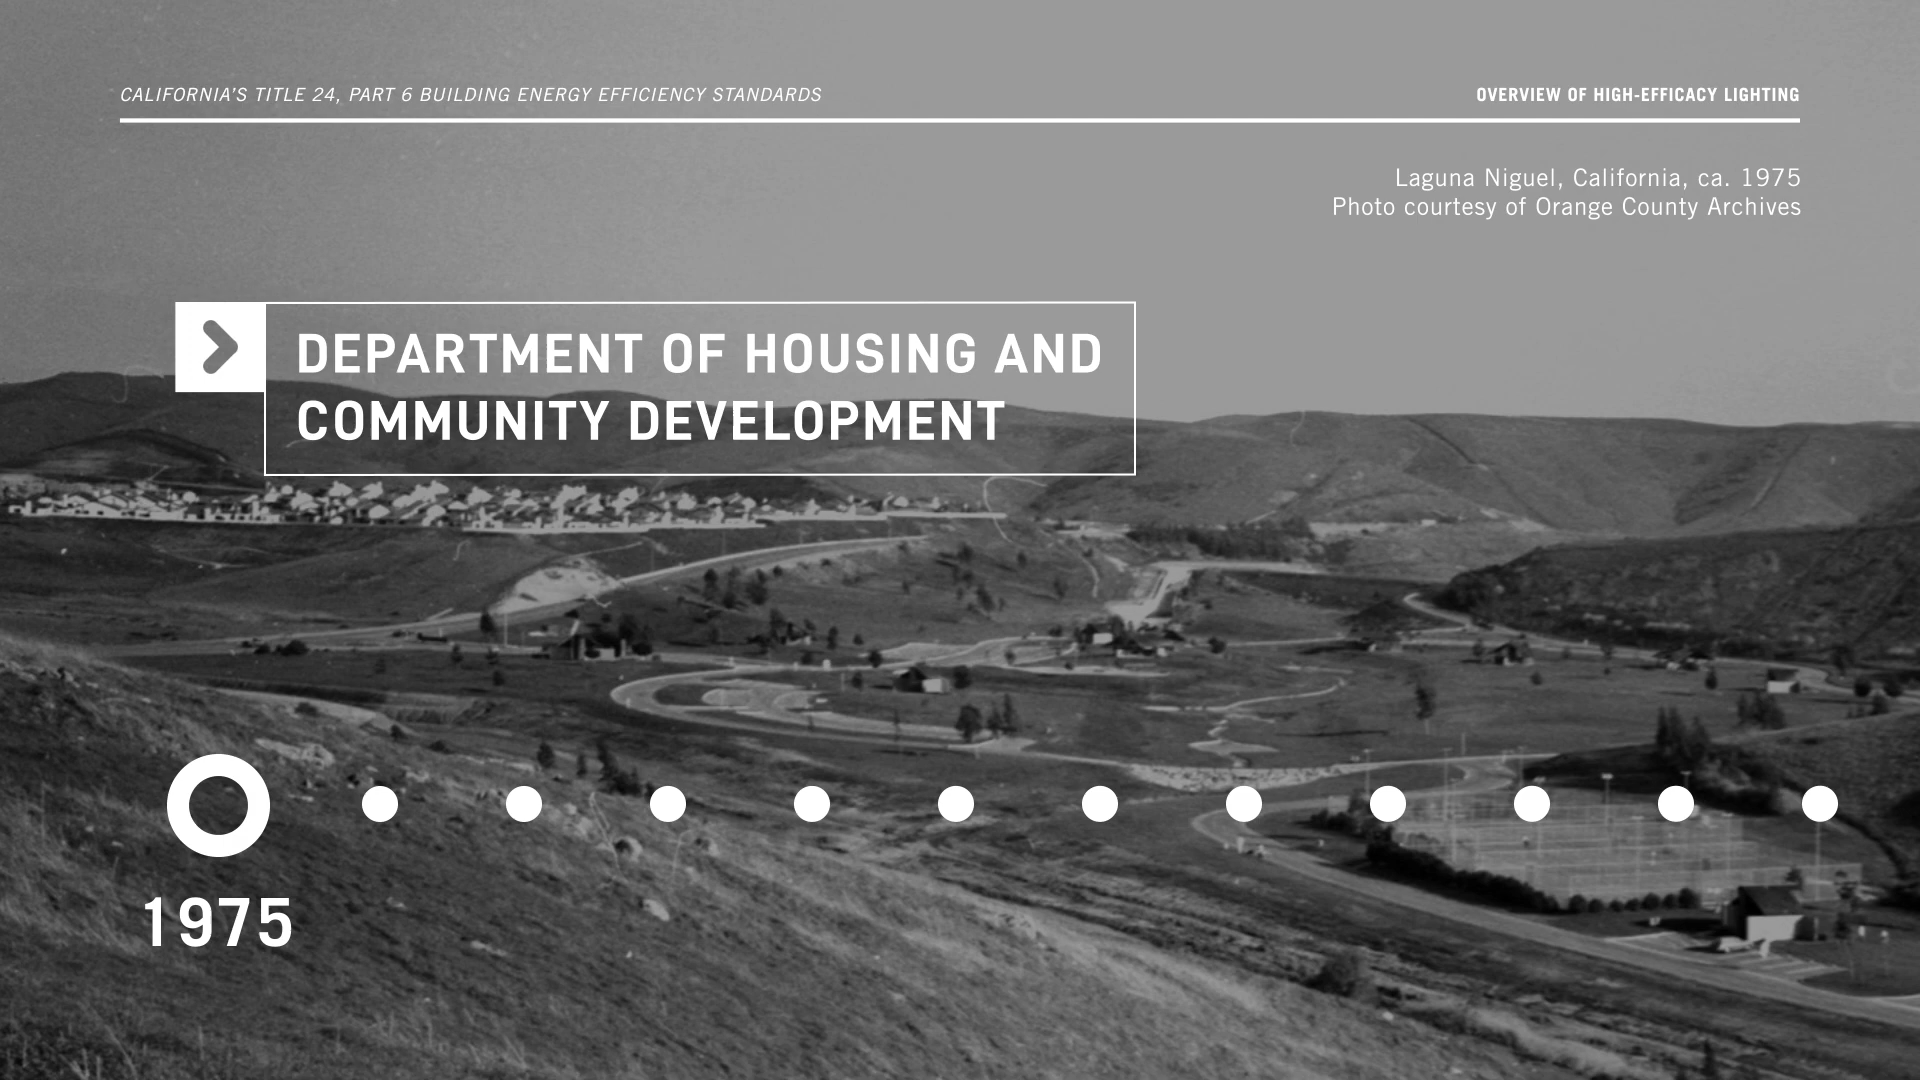 CALIFORNIA'S TITLE 24, PART 6 BUILDING ENERGY EFFICIENCY STANDARDS
OVERVIEW OF HIGH-EFFICACY LIGHTING
Laguna Niguel, California, ca. 1975
Photo courtesy of Orange County Archives
DEPARTMENT OF HOUSING AND
COMMUNITY DEVELOPMENT
1975